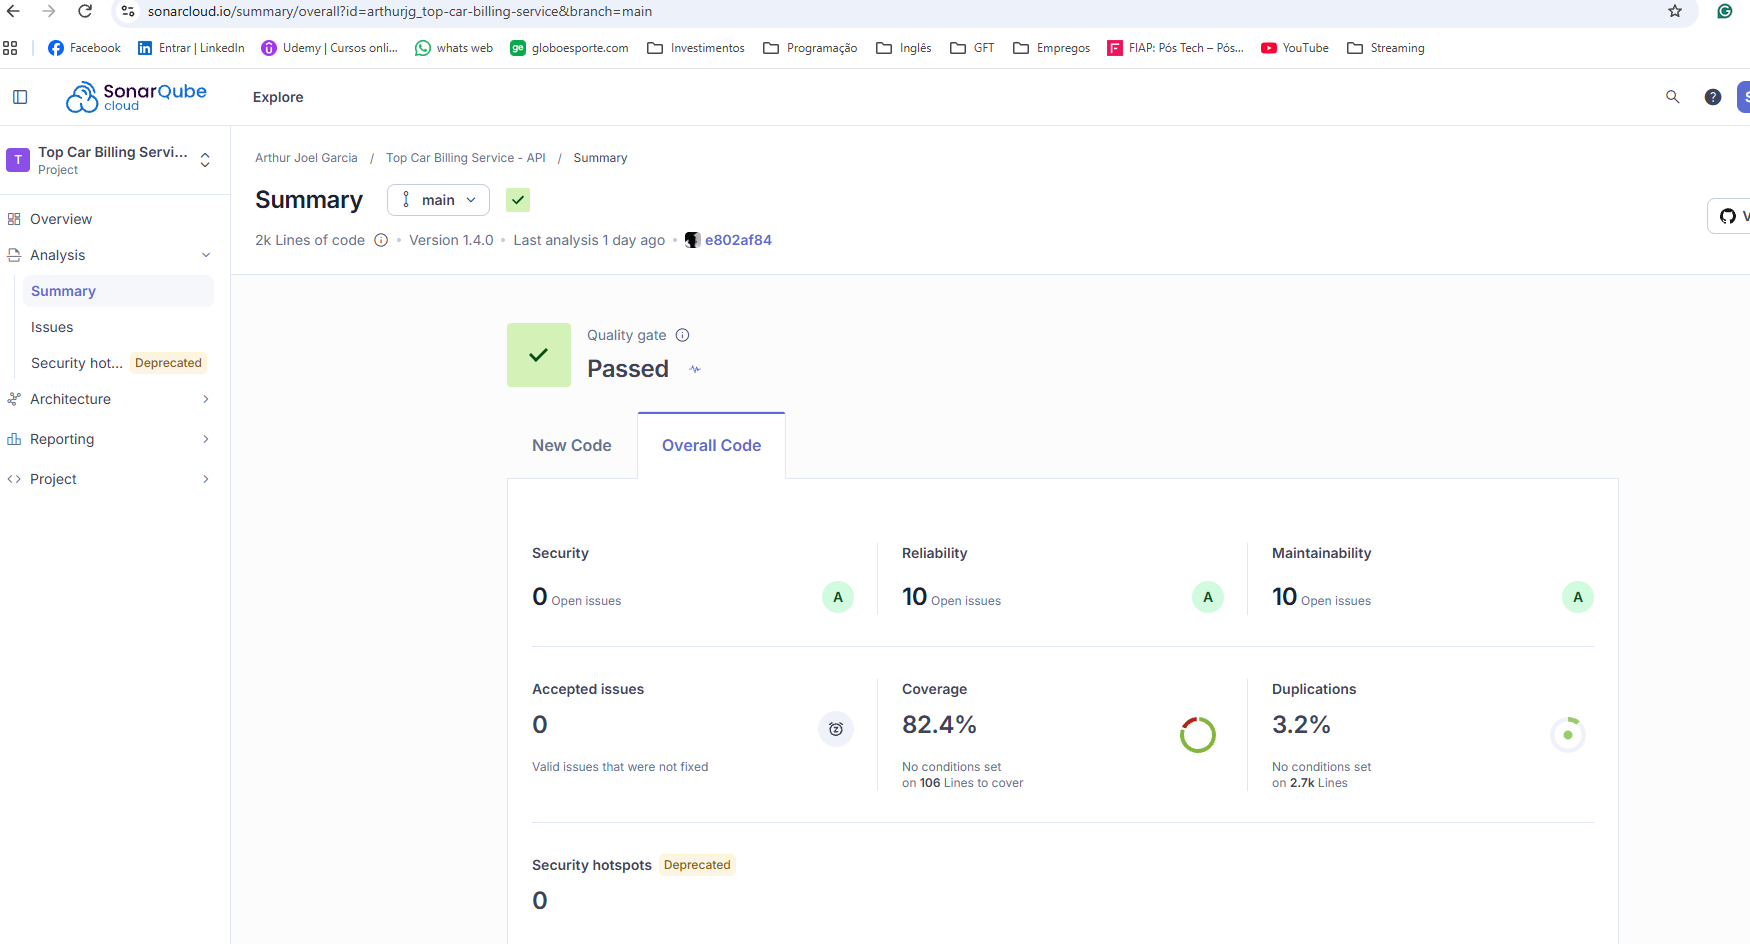 sonarcloud.io/summary/overall?id=arthurjg_top-car-billing-service&branch=main
Facebook Entrar | LinkedIn Udemy | Cursos onli... whats web globoesporte.com Investimentos Programação Inglês GFT Empregos FIAP: Pós Tech – Pós... YouTube Streaming
SonarQube cloud
Explore
T
Top Car Billing Servi...
Project
Overview
Analysis
Summary
Issues
Security hot... Deprecated
Architecture
Reporting
Project
Arthur Joel Garcia / Top Car Billing Service - API / Summary
Summary main
2k Lines of code • Version 1.4.0 • Last analysis 1 day ago • e802af84
Quality gate
Passed
New Code Overall Code
Security
0 Open issues A
Reliability
10 Open issues A
Maintainability
10 Open issues A
Accepted issues
0
Valid issues that were not fixed
Coverage
82.4%
No conditions set
on 106 Lines to cover
Duplications
3.2%
No conditions set
on 2.7k Lines
Security hotspots Deprecated
0